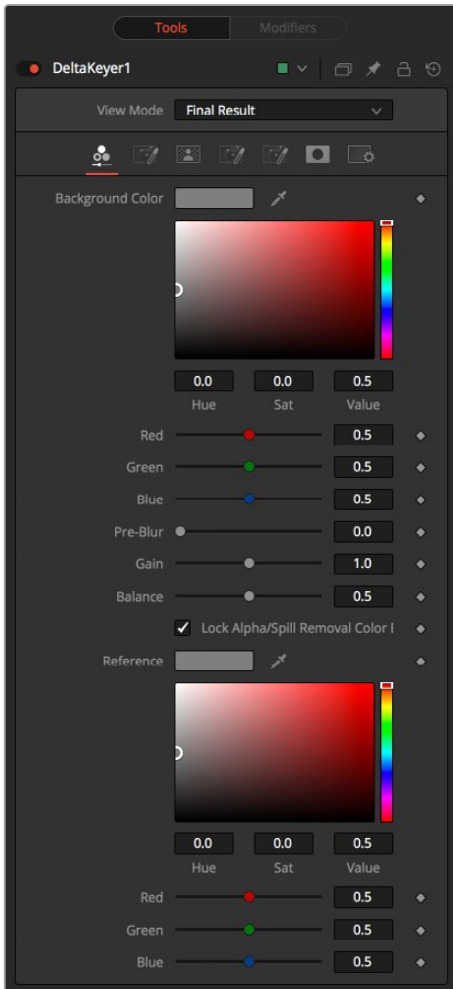 Tools Modifiers
DeltaKeyer1
View Mode Final Result
Background Color
0.0 0.0 0.5
Hue Sat Value
Red 0.5
Green 0.5
Blue 0.5
Pre-Blur 0.0
Gain 1.0
Balance 0.5
Lock Alpha/Spill Removal Color
Reference
0.0 0.0 0.5
Hue Sat Value
Red 0.5
Green 0.5
Blue 0.5